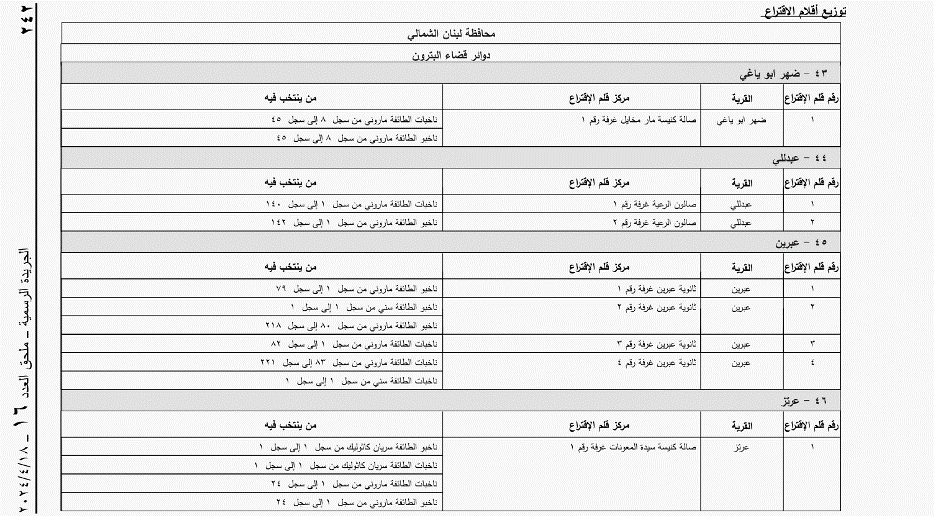 توزيع أقلام الاقتراع
محافظة لبنان الشمالي
دوائر قضاء البترون
٤٣ - ضهر ابو ياغي
رقم قلم الإقتراع القرية مركز قلم الإقتراع من ينتخب فيه
١ ضهر ابو ياغي صالة كنيسة مار مخايل غرفة رقم ١ ناخبات الطائفة ماروني من سجل ٨ إلى سجل ٤٥
ناخبو الطائفة ماروني من سجل ٨ إلى سجل ٤٥
٤٤ - عبدللي
رقم قلم الإقتراع القرية مركز قلم الإقتراع من ينتخب فيه
١ عبدللي صالون الرعية غرفة رقم ١ ناخبات الطائفة ماروني من سجل ١ إلى سجل ١٤٠
٢ عبدللي صالون الرعية غرفة رقم ٢ ناخبو الطائفة ماروني من سجل ١ إلى سجل ١٤٢
٤٥ - عبرين
رقم قلم الإقتراع القرية مركز قلم الإقتراع من ينتخب فيه
١ عبرين ثانوية عبرين غرفة رقم ١ ناخبو الطائفة ماروني من سجل ١ إلى سجل ٧٩
٢ عبرين ثانوية عبرين غرفة رقم ٢ ناخبو الطائفة سني من سجل ١ إلى سجل ١
ناخبو الطائفة ماروني من سجل ٨٠ إلى سجل ٢١٨
٣ عبرين ثانوية عبرين غرفة رقم ٣ ناخبات الطائفة ماروني من سجل ١ إلى سجل ٨٢
٤ عبرين ثانوية عبرين غرفة رقم ٤ ناخبات الطائفة ماروني من سجل ٨٣ إلى سجل ٢٢١
ناخبات الطائفة سني من سجل ١ إلى سجل ١
٤٦ - عرتز
رقم قلم الإقتراع القرية مركز قلم الإقتراع من ينتخب فيه
١ عرتز صالة كنيسة سيدة المعونات غرفة رقم ١ ناخبو الطائفة سريان كاثوليك من سجل ١ إلى سجل ١
ناخبات الطائفة سريان كاثوليك من سجل ١ إلى سجل ١
ناخبات الطائفة ماروني من سجل ١ إلى سجل ٢٤
ناخبو الطائفة ماروني من سجل ١ إلى سجل ٢٤
٢٤٢
الجريدة الرسمية ـ ملحق العدد ١٦ ـ ٢٠٢٤/٤/١٨